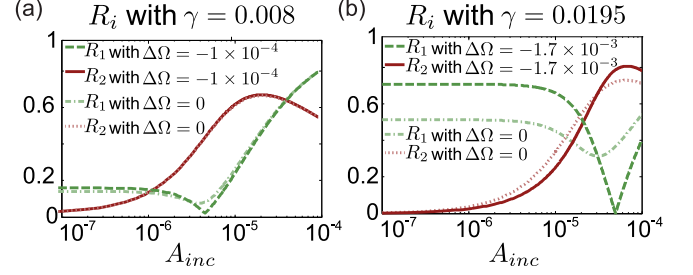 (a) R_i with γ = 0.008
1
0.6
0.2
0
R_1 with ΔΩ = −1 × 10^{-4}
R_2 with ΔΩ = −1 × 10^{-4}
R_1 with ΔΩ = 0
R_2 with ΔΩ = 0
10^{-7} 10^{-6} 10^{-5} 10^{-4}
A_{inc}
(b) R_i with γ = 0.0195
1
0.6
0.2
0
R_1 with ΔΩ = −1.7 × 10^{-3}
R_2 with ΔΩ = −1.7 × 10^{-3}
R_1 with ΔΩ = 0
R_2 with ΔΩ = 0
10^{-7} 10^{-6} 10^{-5} 10^{-4}
A_{inc}